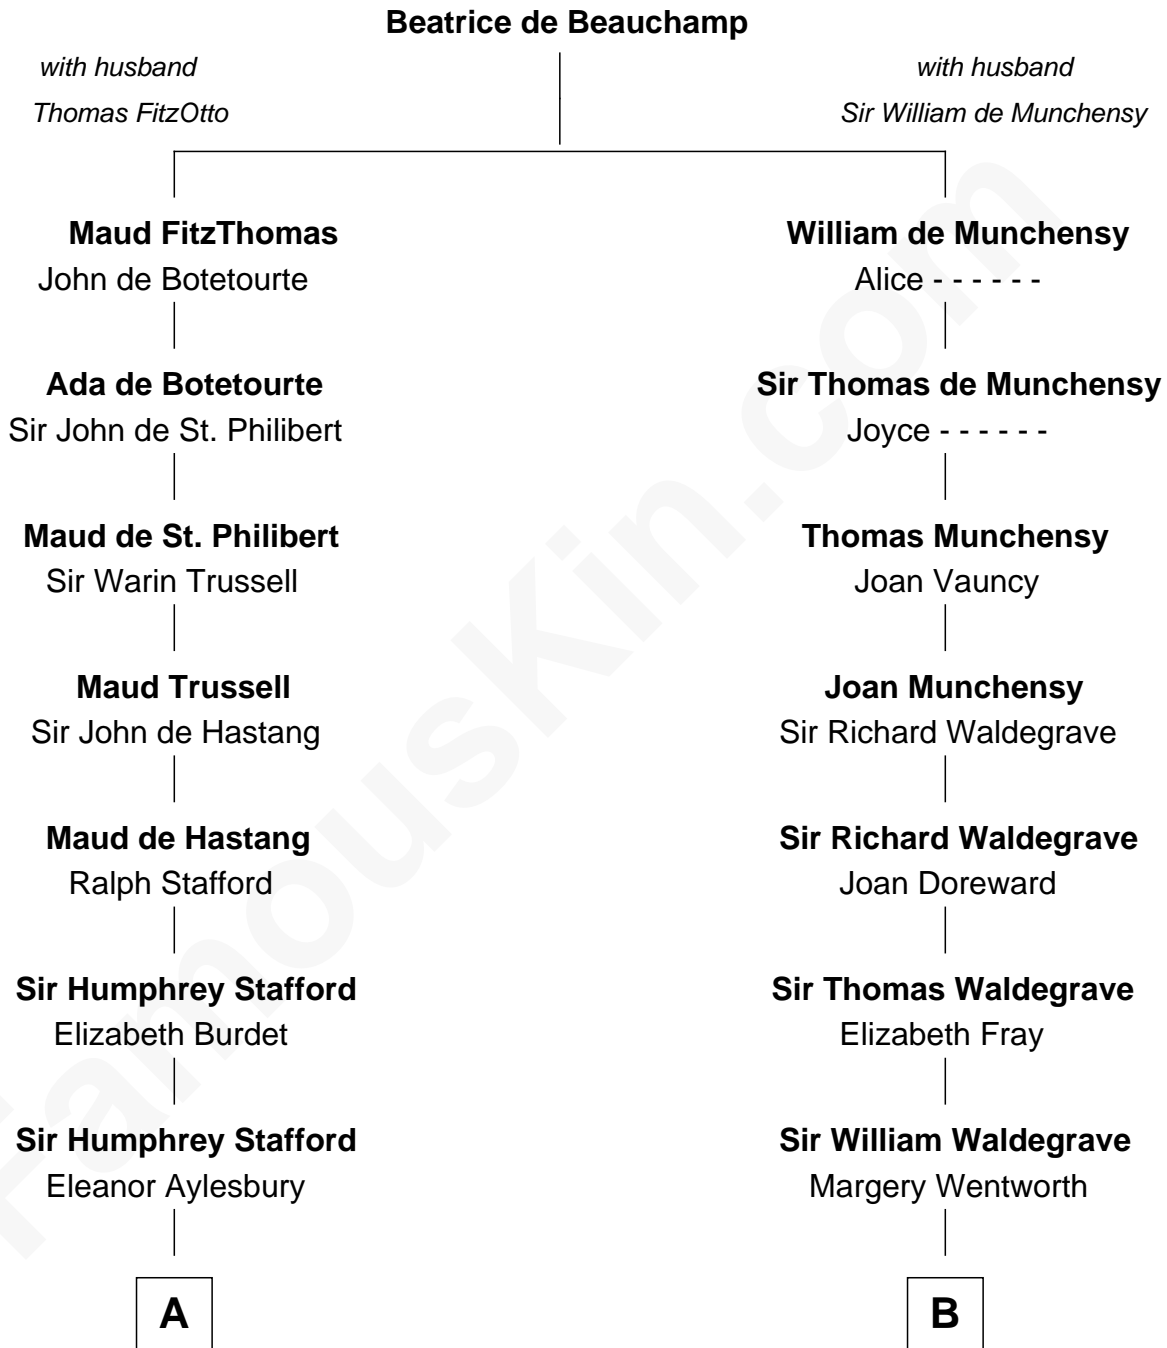 Beatrice de Beauchamp
with husband
Thomas FitzOtto
with husband
Sir William de Munchensy
Maud FitzThomas
John de Botetourte
William de Munchensy
Alice - - - - - -
Ada de Botetourte
Sir John de St. Philibert
Sir Thomas de Munchensy
Joyce - - - - - -
Maud de St. Philibert
Sir Warin Trussell
Thomas Munchensy
Joan Vauncy
Maud Trussell
Sir John de Hastang
Joan Munchensy
Sir Richard Waldegrave
Maud de Hastang
Ralph Stafford
Sir Richard Waldegrave
Joan Doreward
Sir Humphrey Stafford
Elizabeth Burdet
Sir Thomas Waldegrave
Elizabeth Fray
Sir Humphrey Stafford
Eleanor Aylesbury
Sir William Waldegrave
Margery Wentworth
A
B
FamousKin.com